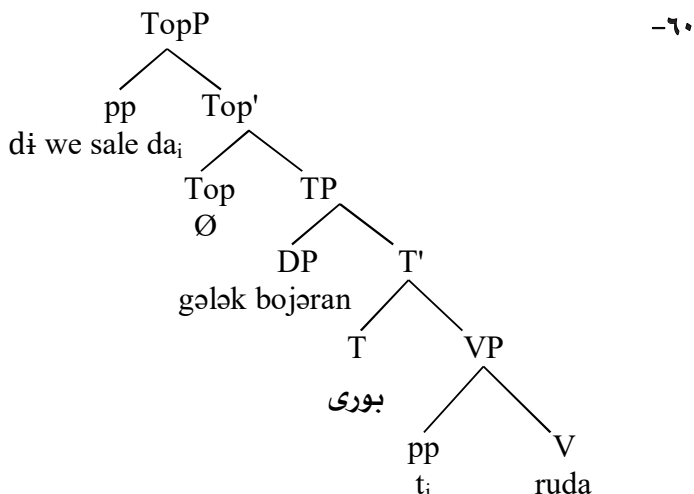 -٦٠
TopP
pp Top'
dɨ we sale daᵢ
Top TP
Ø
DP T'
gələk bojəran
T VP
بوری
pp V
tᵢ ruda